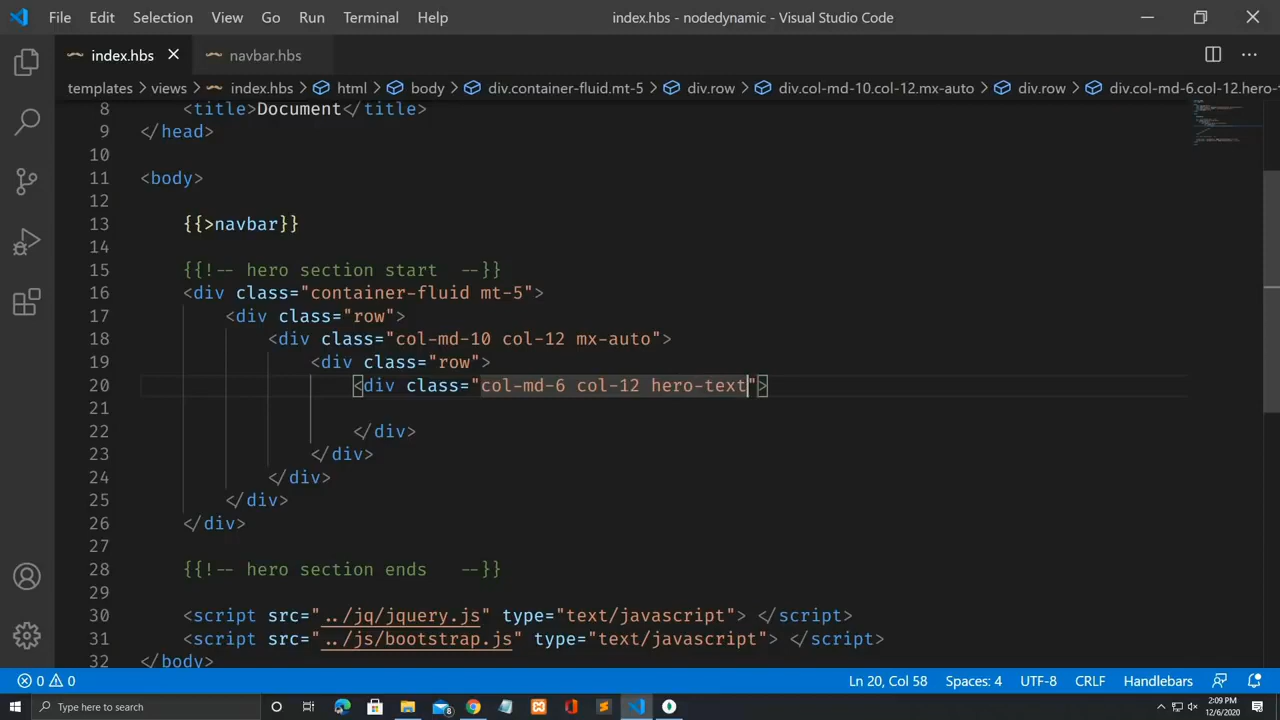 File Edit Selection View Go Run Terminal Help index.hbs - nodedynamic - Visual Studio Code
index.hbs navbar.hbs
templates > views > index.hbs > html > body > div.container-fluid.mt-5 > div.row > div.col-md-10.col-12.mx-auto > div.row > div.col-md-6.col-12.hero-
8 <title>Document</title>
9 </head>
10
11 <body>
12
13 {{>navbar}}
14
15 {{!-- hero section start  --}}
16 <div class="container-fluid mt-5">
17 <div class="row">
18 <div class="col-md-10 col-12 mx-auto">
19 <div class="row">
20 <div class="col-md-6 col-12 hero-text">
21
22 </div>
23 </div>
24 </div>
25 </div>
26 </div>
27
28 {{!-- hero section ends   --}}
29
30 <script src="../jq/jquery.js" type="text/javascript"> </script>
31 <script src="../js/bootstrap.js" type="text/javascript"> </script>
32 </body>
0 0 Ln 20, Col 58 Spaces: 4 UTF-8 CRLF Handlebars
Type here to search 2:09 PM
12/6/2020